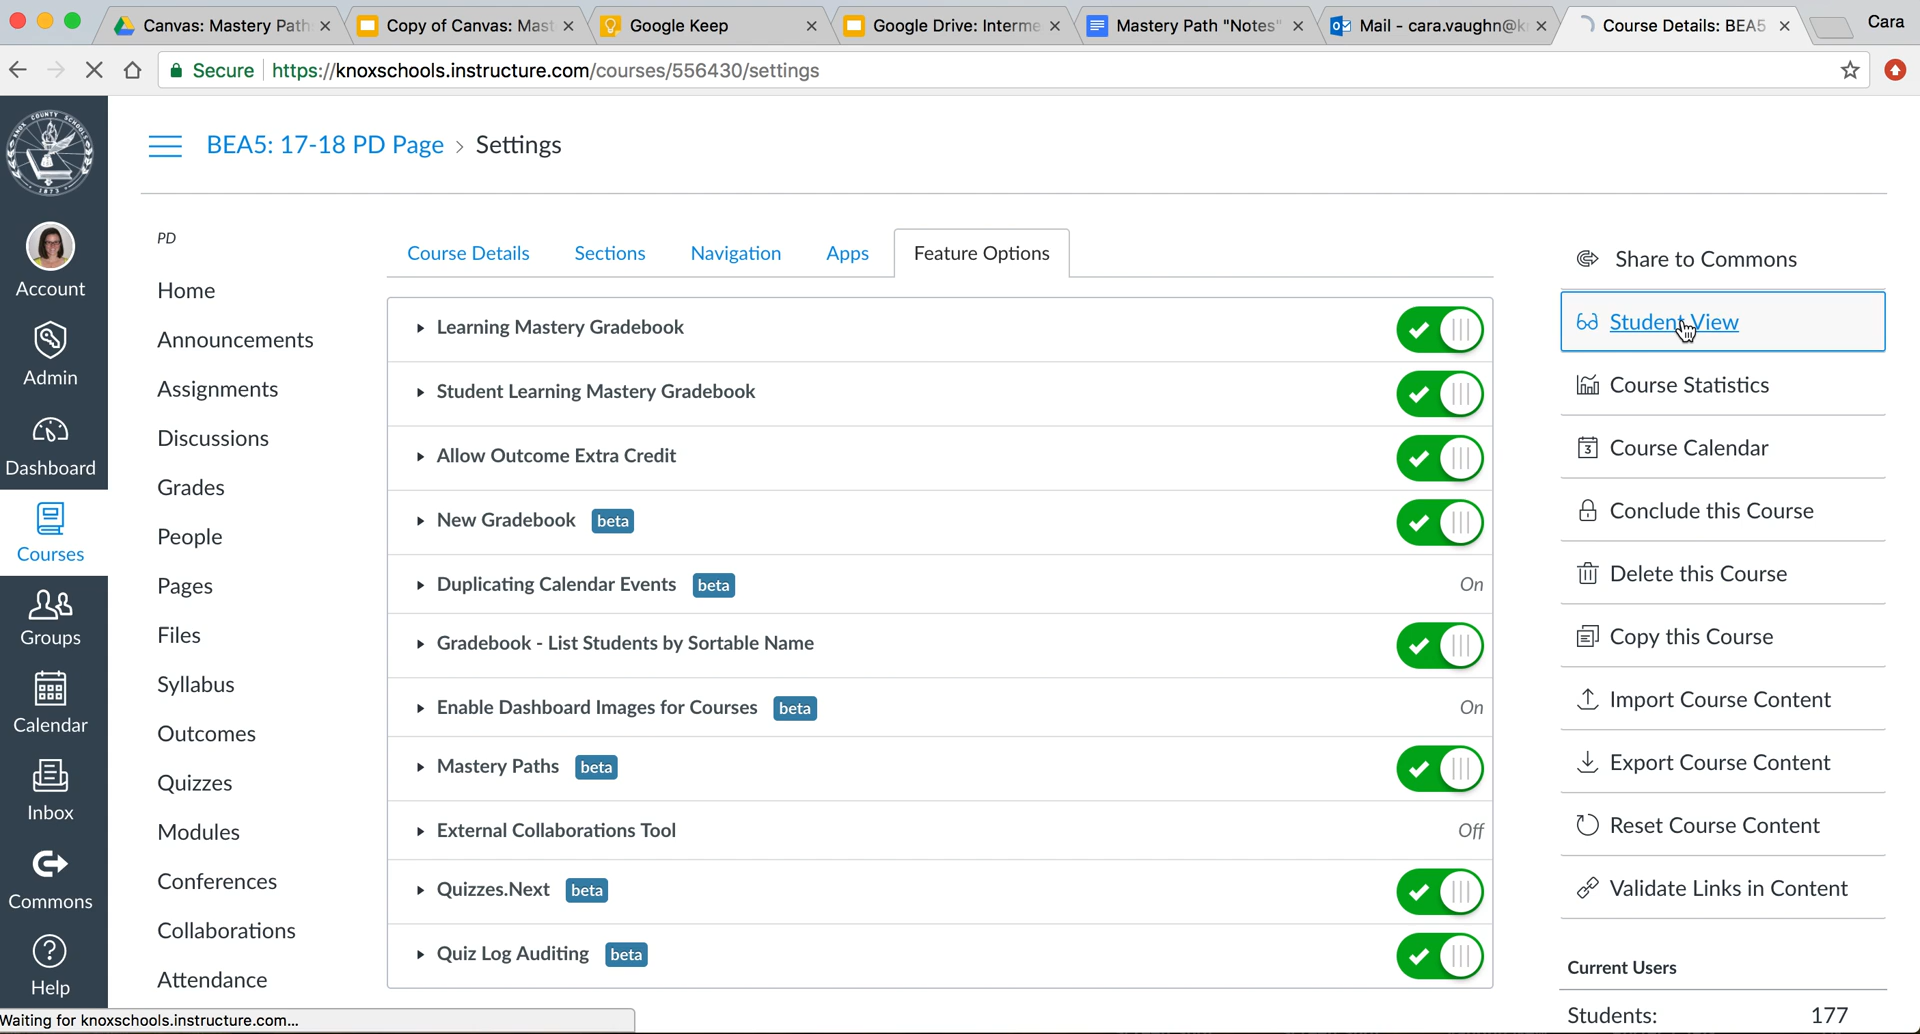 Canvas: Mastery Path
Copy of Canvas: Mast
Google Keep
Google Drive: Interme
Mastery Path "Notes"
Mail - cara.vaughn@k
Course Details: BEA5
Cara
Secure
https://knoxschools.instructure.com/courses/556430/settings
KNOX COUNTY SCHOOLS
1873
BEA5: 17-18 PD Page > Settings
Account
Admin
Dashboard
Courses
Groups
Calendar
Inbox
Commons
Help
PD
Home
Announcements
Assignments
Discussions
Grades
People
Pages
Files
Syllabus
Outcomes
Quizzes
Modules
Conferences
Collaborations
Attendance
Course Details
Sections
Navigation
Apps
Feature Options
Learning Mastery Gradebook
Student Learning Mastery Gradebook
Allow Outcome Extra Credit
New Gradebook beta
Duplicating Calendar Events beta On
Gradebook - List Students by Sortable Name
Enable Dashboard Images for Courses beta On
Mastery Paths beta
External Collaborations Tool Off
Quizzes.Next beta
Quiz Log Auditing beta
Share to Commons
Student View
Course Statistics
3
Course Calendar
Conclude this Course
Delete this Course
Copy this Course
Import Course Content
Export Course Content
Reset Course Content
Validate Links in Content
Current Users
Students: 177
Waiting for knoxschools.instructure.com...